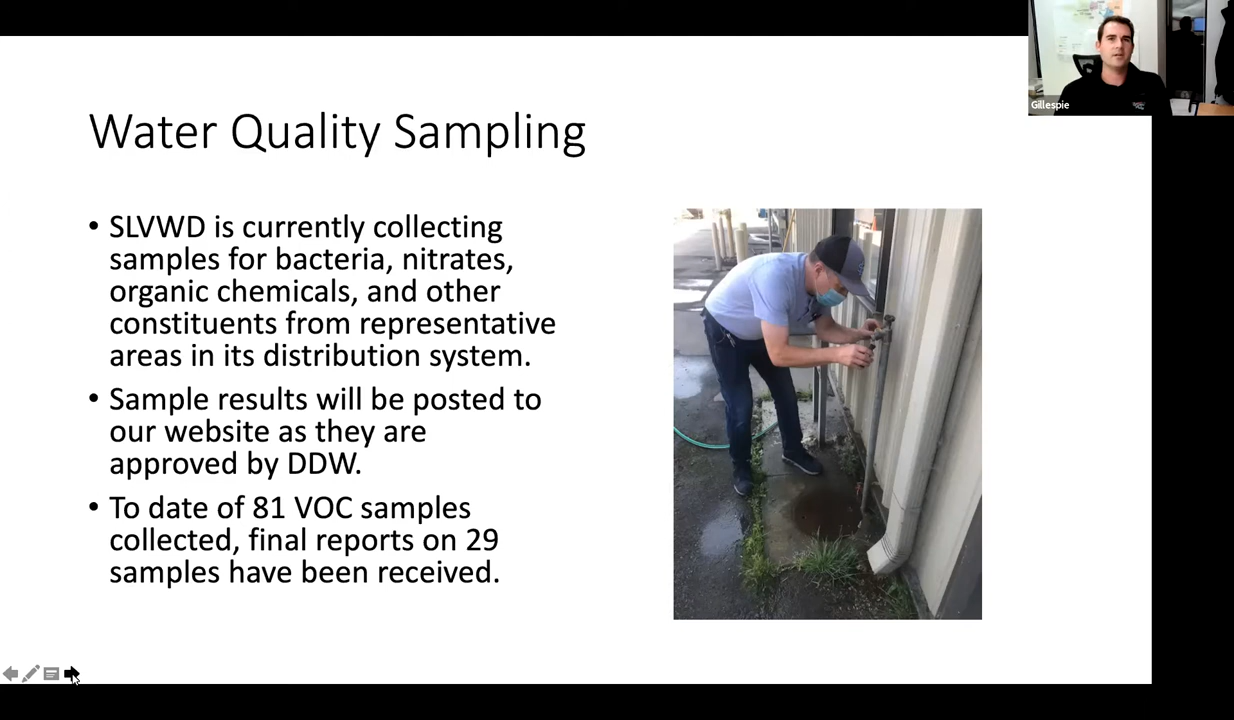 Gillespie
Water Quality Sampling
• SLVWD is currently collecting
samples for bacteria, nitrates,
organic chemicals, and other
constituents from representative
areas in its distribution system.
• Sample results will be posted to
our website as they are
approved by DDW.
• To date of 81 VOC samples
collected, final reports on 29
samples have been received.